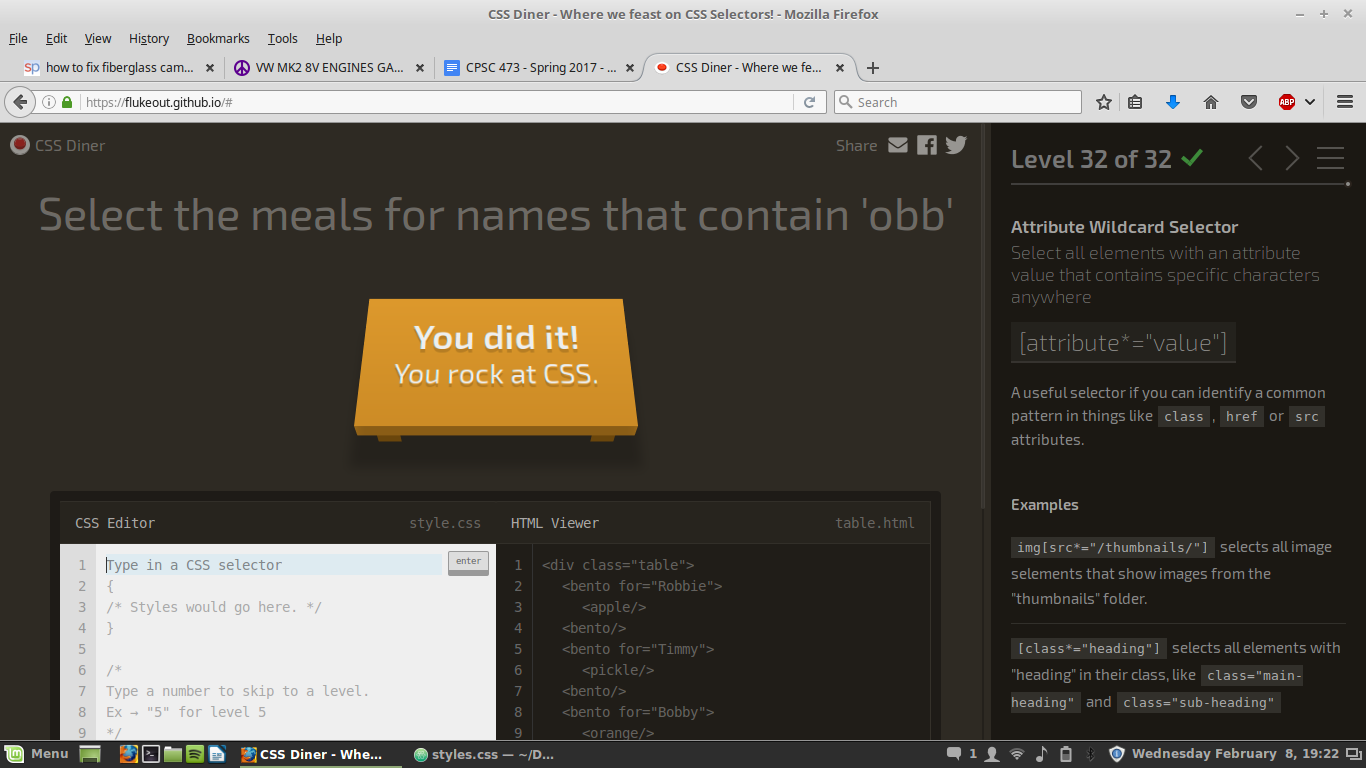 CSS Diner - Where we feast on CSS Selectors! - Mozilla Firefox
File Edit View History Bookmarks Tools Help
how to fix fiberglass cam... VW MK2 8V ENGINES GA... CPSC 473 - Spring 2017 - ... CSS Diner - Where we fe...
https://flukeout.github.io/# Search ABP
CSS Diner Share
Select the meals for names that contain 'obb'
You did it!
You rock at CSS.
CSS Editor style.css
1 Type in a CSS selector enter
2 {
3 /* Styles would go here. */
4 }
5
6 /*
7 Type a number to skip to a level.
8 Ex → "5" for level 5
9 */
HTML Viewer table.html
1 <div class="table">
2 <bento for="Robbie">
3 <apple/>
4 <bento/>
5 <bento for="Timmy">
6 <pickle/>
7 <bento/>
8 <bento for="Bobby">
9 <orange/>
Level 32 of 32
Attribute Wildcard Selector
Select all elements with an attribute
value that contains specific characters
anywhere
[attribute*="value"]
A useful selector if you can identify a common
pattern in things like class , href or src
attributes.
Examples
img[src*="/thumbnails/"] selects all image
selements that show images from the
"thumbnails" folder.
[class*="heading"] selects all elements with
"heading" in their class, like class="main-
heading" and class="sub-heading"
Menu CSS Diner - Whe... styles.css — ~/D... 1 Wednesday February 8, 19:22